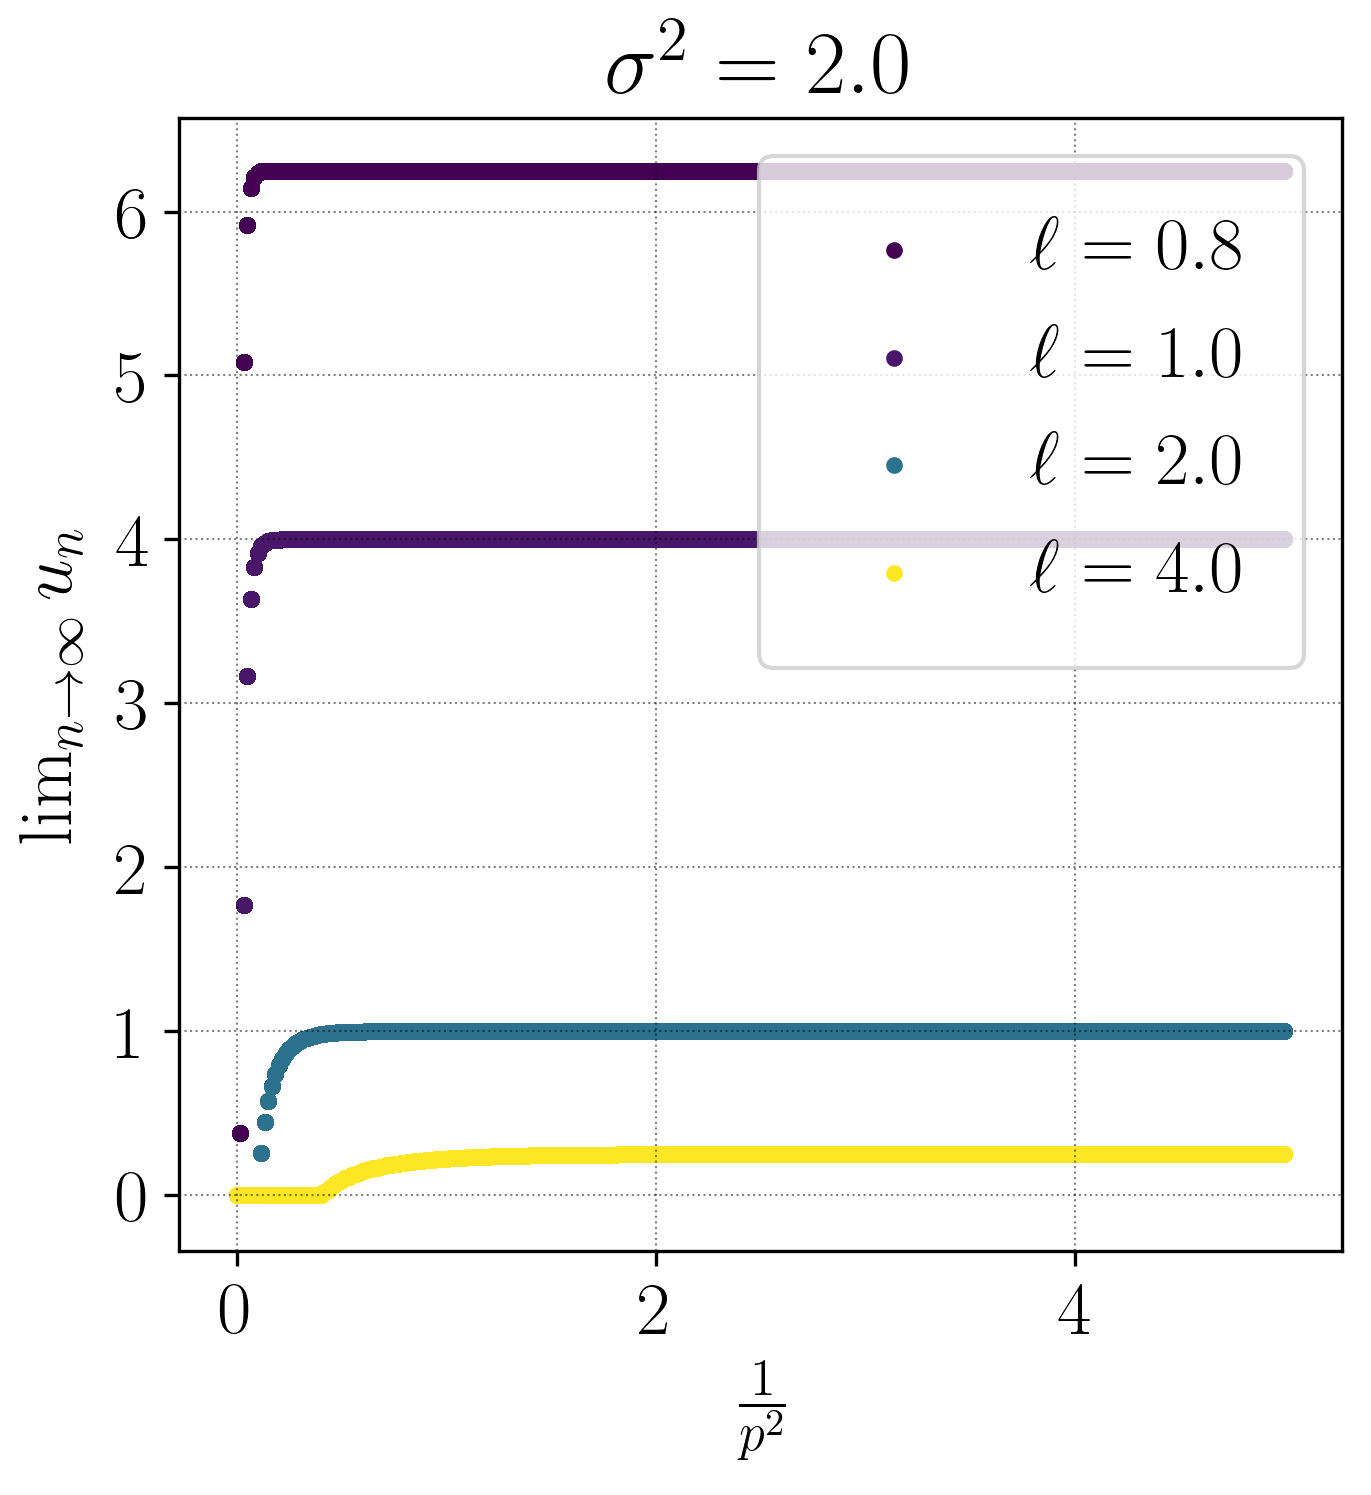 σ² = 2.0
6
5
4
3
2
1
0
lim_{n→∞} u_n
ℓ = 0.8
ℓ = 1.0
ℓ = 2.0
ℓ = 4.0
0 2 4
1/p²